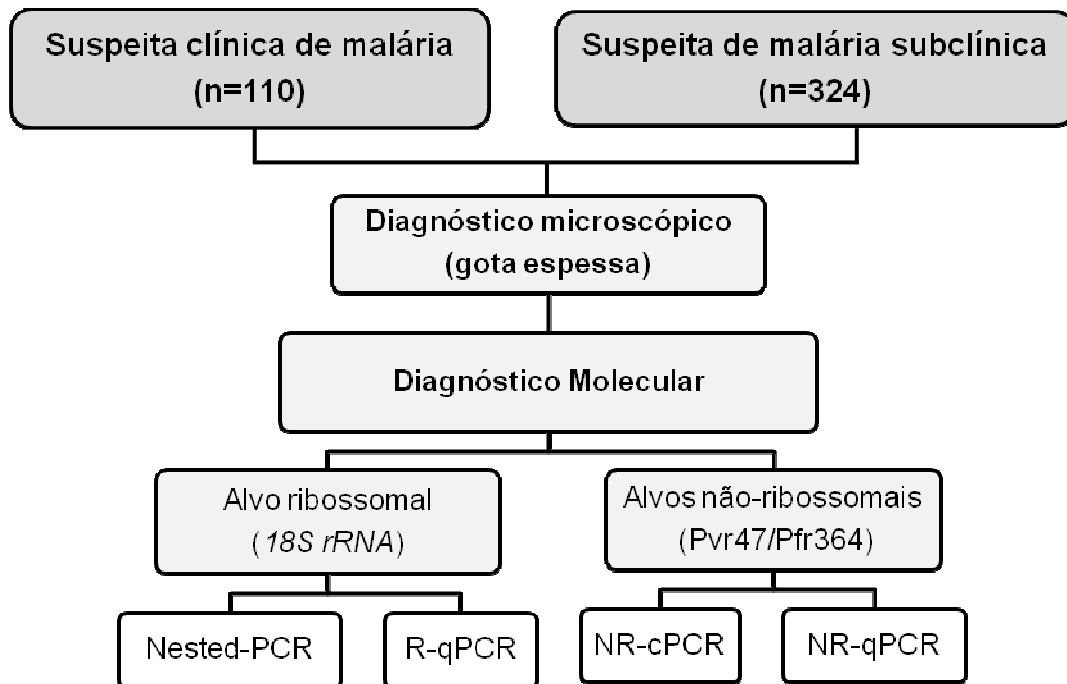 Suspeita clínica de malária
(n=110)
Suspeita de malária subclínica
(n=324)
Diagnóstico microscópico
(gota espessa)
Diagnóstico Molecular
Alvo ribossomal
(18S rRNA)
Alvos não-ribossomais
(Pvr47/Pfr364)
Nested-PCR
R-qPCR
NR-cPCR
NR-qPCR